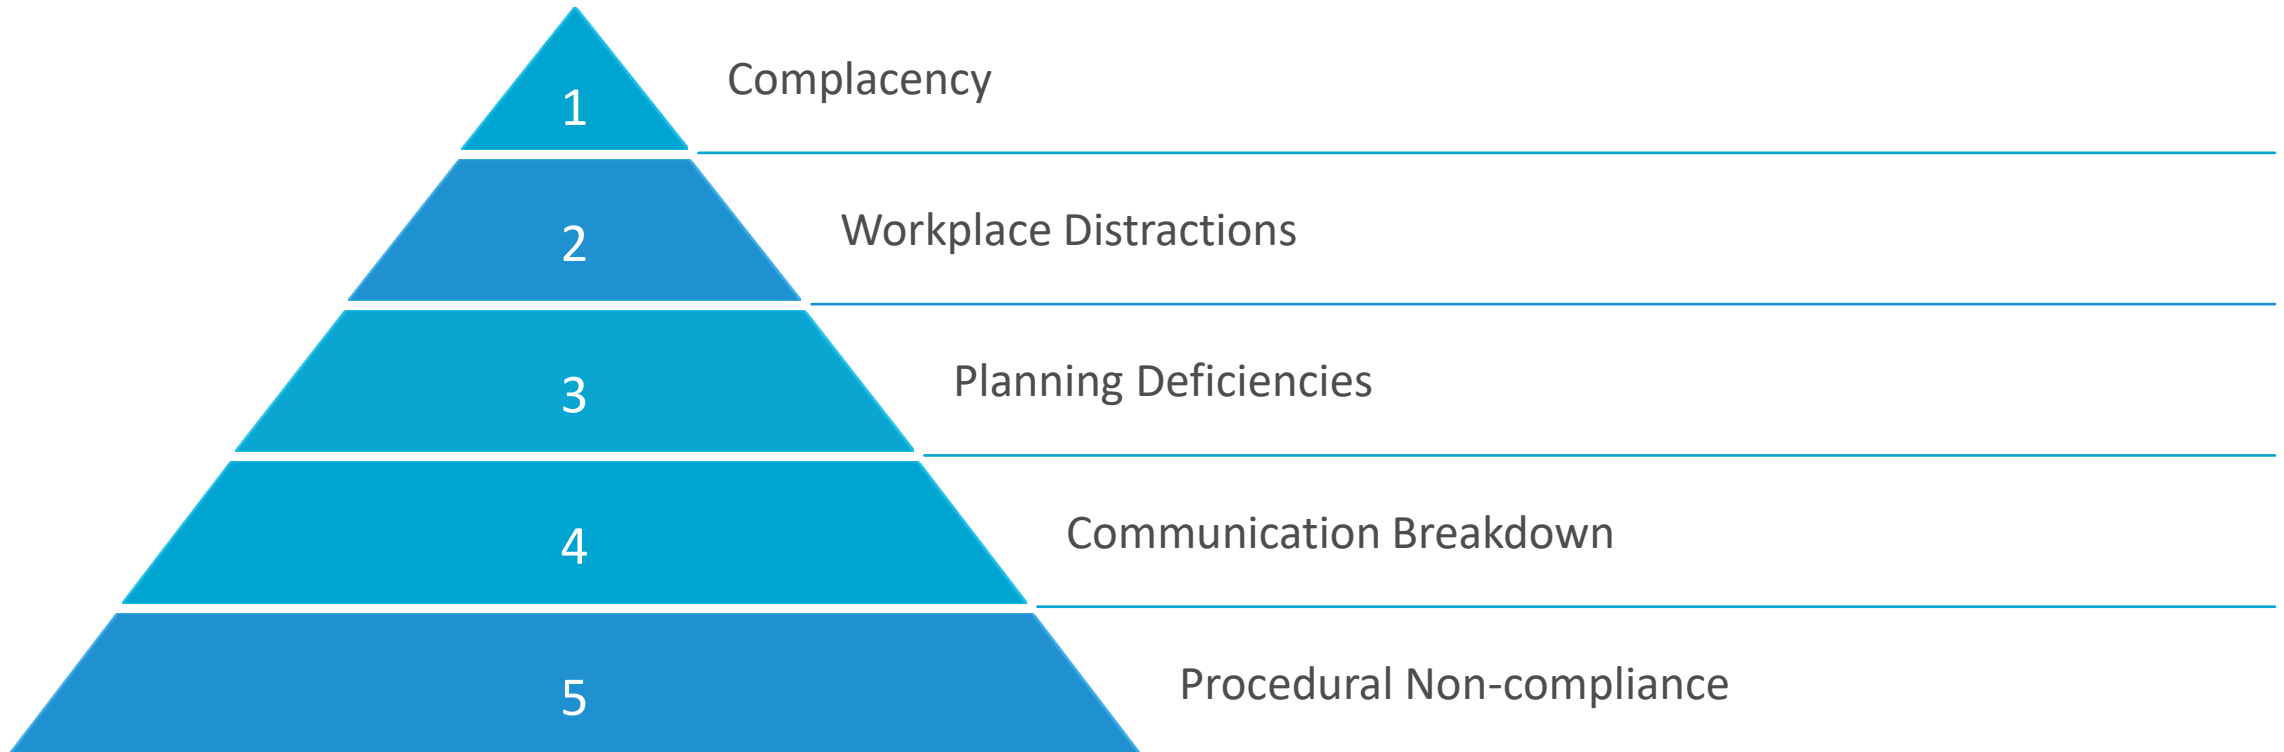 1
Complacency
2
Workplace Distractions
3
Planning Deficiencies
4
Communication Breakdown
5
Procedural Non-compliance